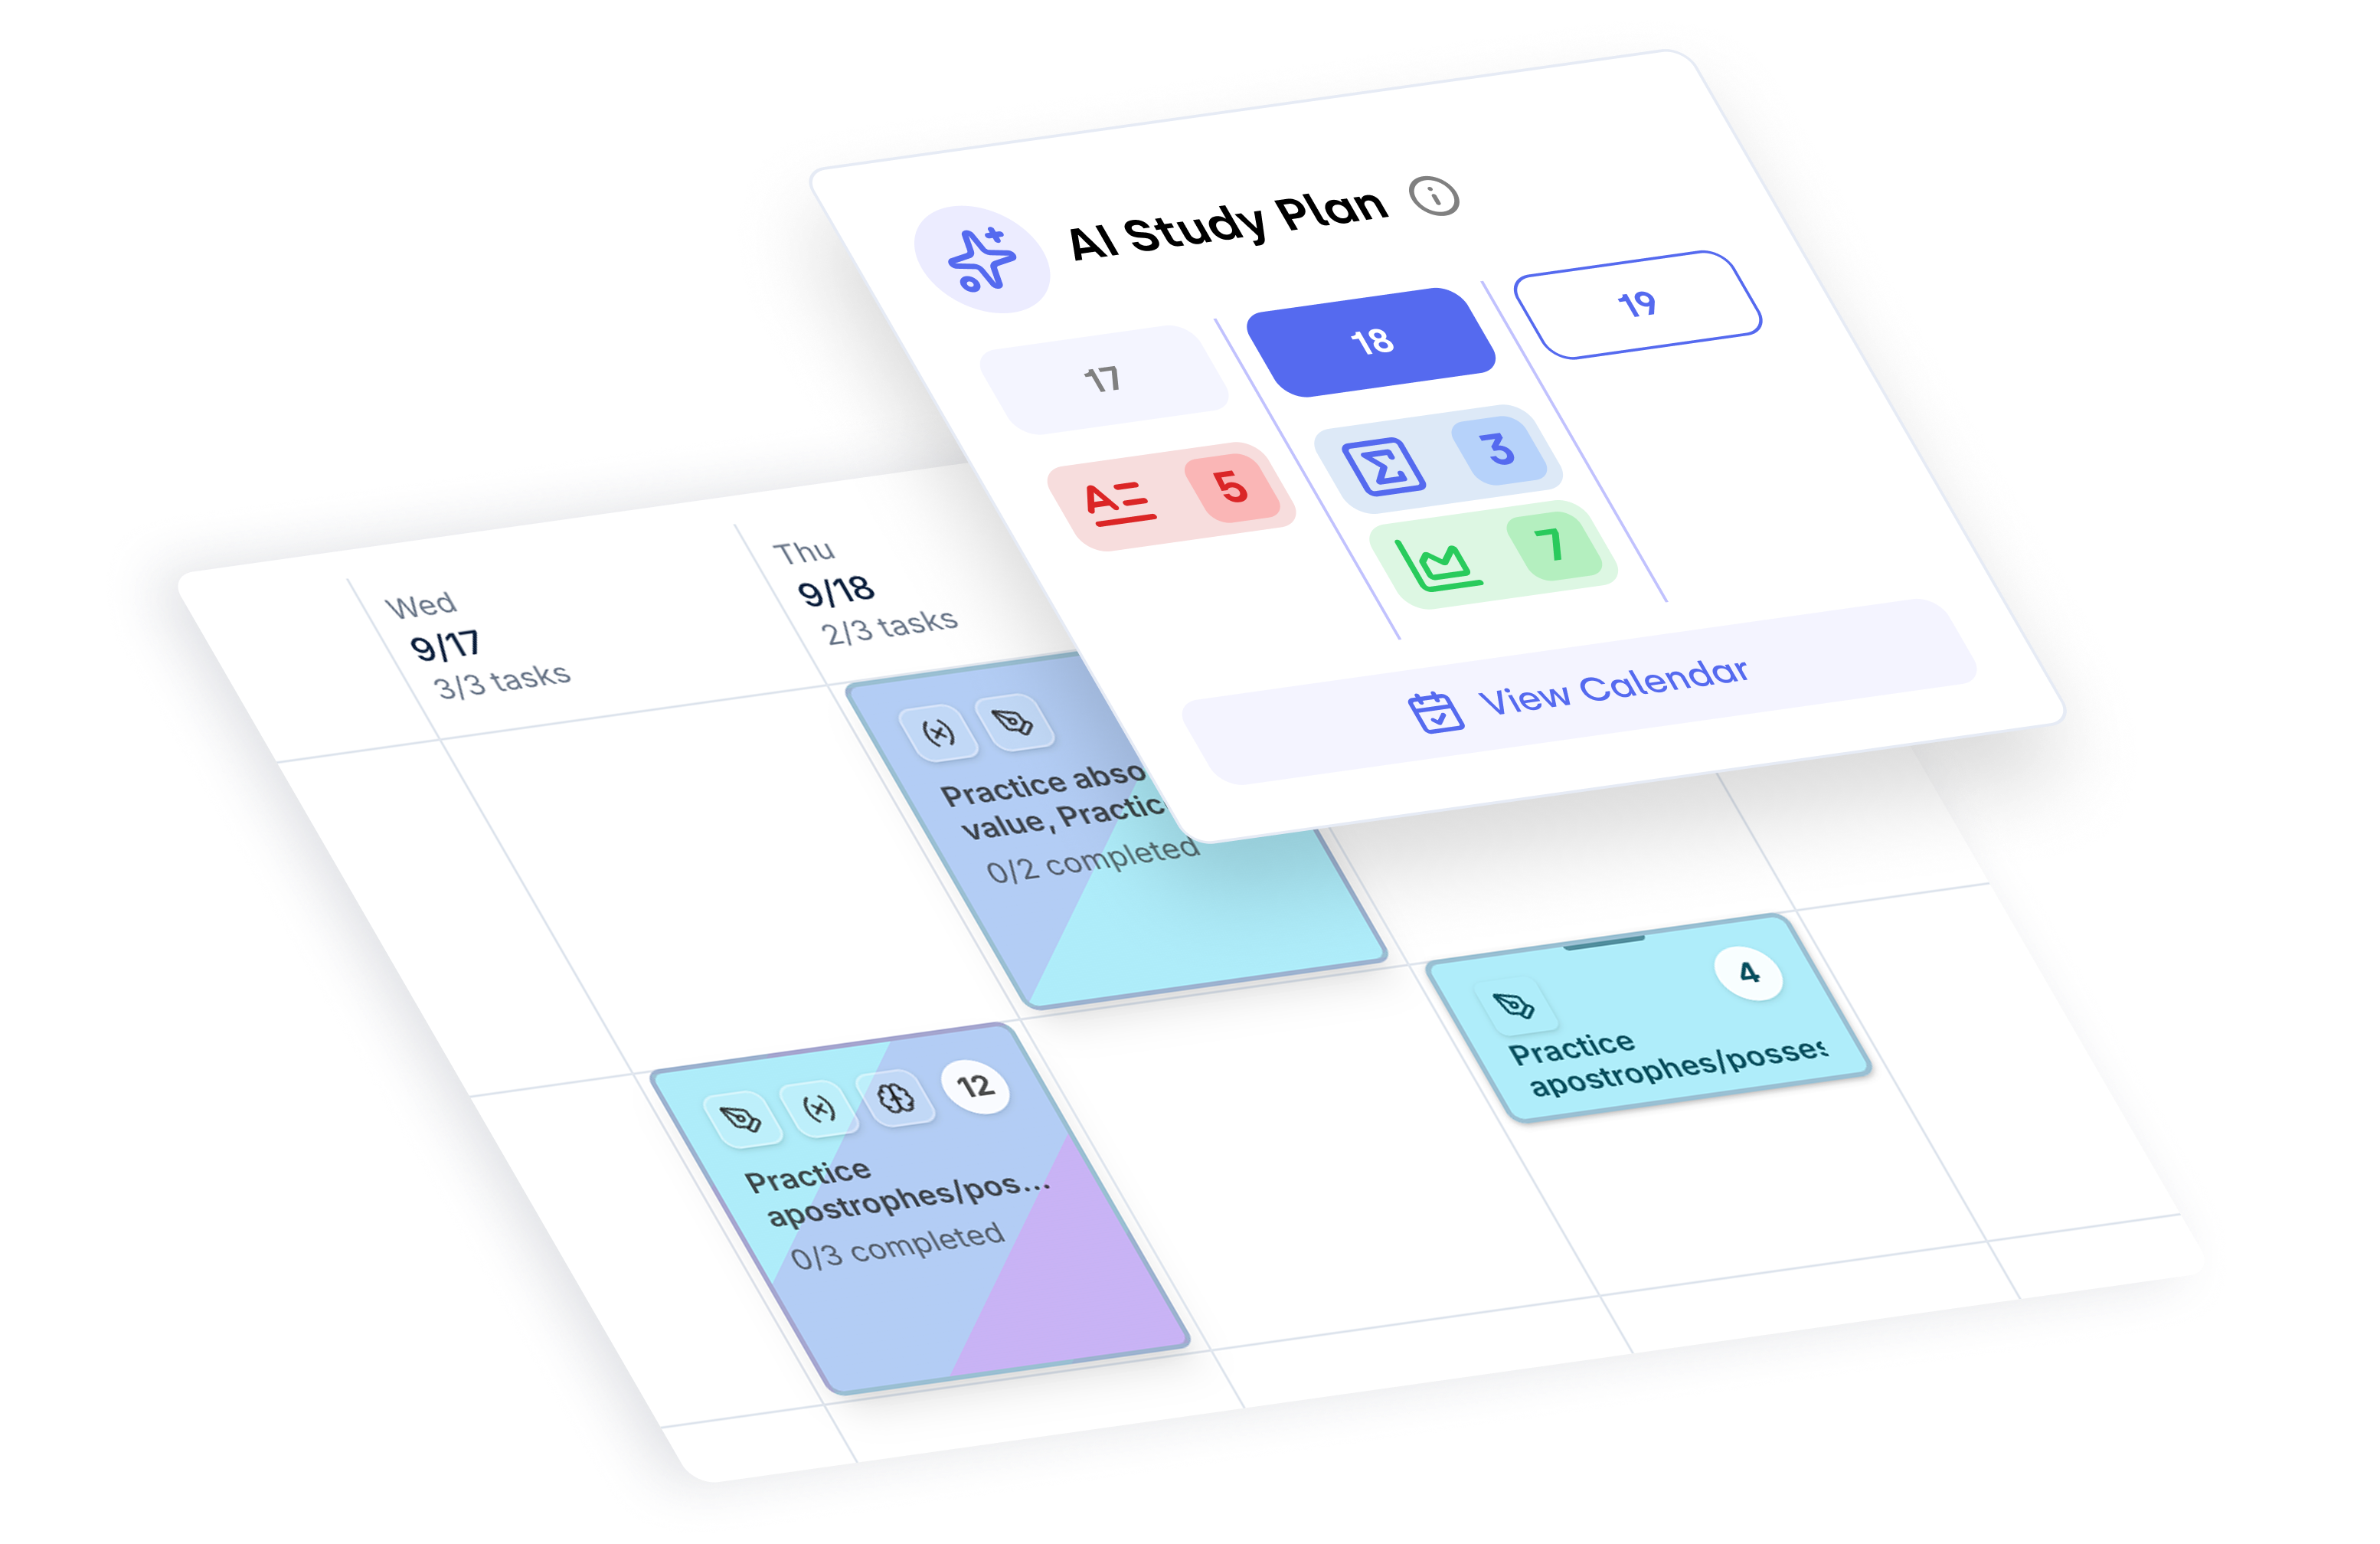 AI Study Plan
17
18
19
5
3
7
View Calendar
Wed
9/17
3/3 tasks
Thu
9/18
2/3 tasks
Practice abso
value, Practic
0/2 completed
12
Practice
apostrophes/pos...
0/3 completed
4
Practice
apostrophes/posses